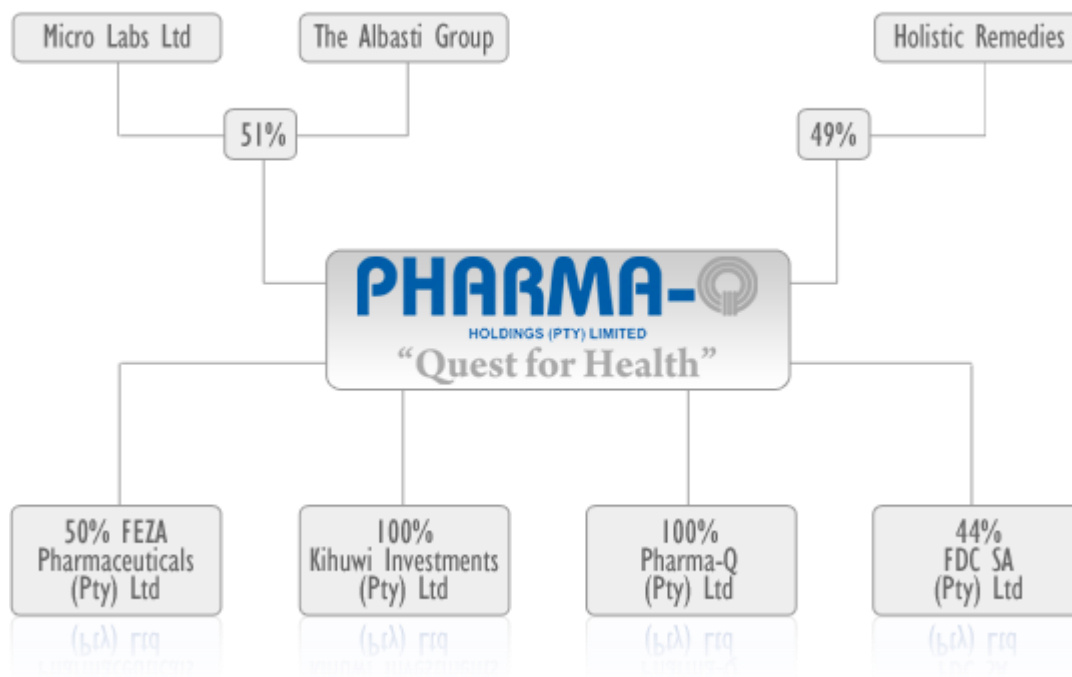 Micro Labs Ltd
The Albasti Group
Holistic Remedies
51%
49%
PHARMA-Q
HOLDINGS (PTY) LIMITED
“Quest for Health”
50% FEZA
Pharmaceuticals
(Pty) Ltd
100%
Kihuwi Investments
(Pty) Ltd
100%
Pharma-Q
(Pty) Ltd
44%
FDC SA
(Pty) Ltd